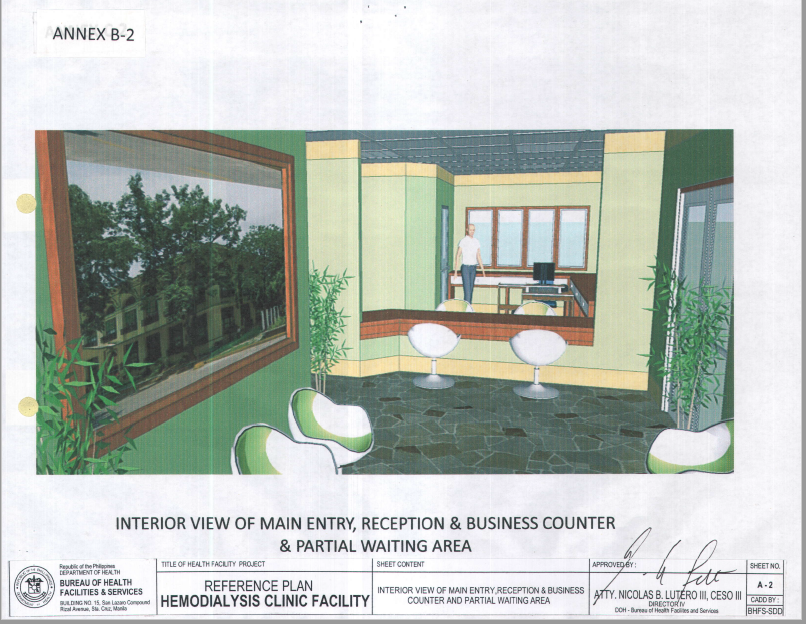 ANNEX B-2
INTERIOR VIEW OF MAIN ENTRY, RECEPTION & BUSINESS COUNTER
& PARTIAL WAITING AREA
Republic of the Philippines
DEPARTMENT OF HEALTH
BUREAU OF HEALTH
FACILITIES & SERVICES
BUILDING NO. 15, San Lazaro Compound
Rizal Avenue, Sta. Cruz, Manila
TITLE OF HEALTH FACILITY PROJECT
REFERENCE PLAN
HEMODIALYSIS CLINIC FACILITY
SHEET CONTENT
INTERIOR VIEW OF MAIN ENTRY,RECEPTION & BUSINESS
COUNTER AND PARTIAL WAITING AREA
APPROVED BY :
ATTY. NICOLAS B. LUTERO III, CESO III
DIRECTOR IV
DOH - Bureau of Health Facilities and Services
SHEET NO.
A - 2
CADD BY :
BHFS-SDD